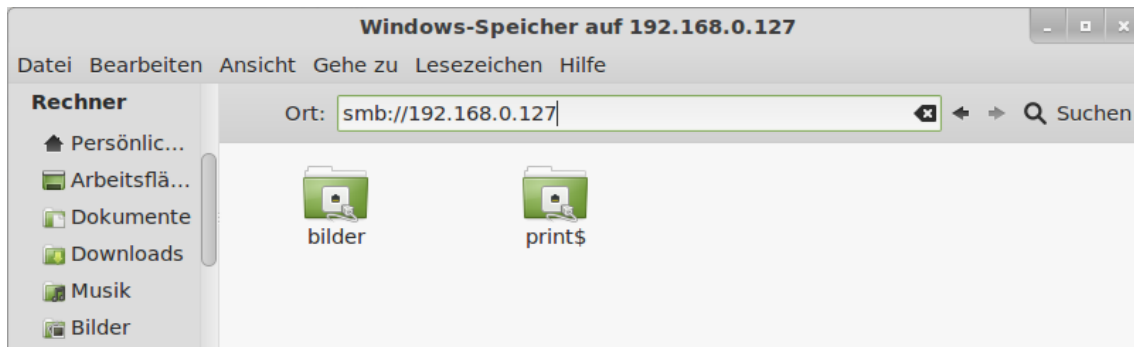 Windows-Speicher auf 192.168.0.127
Datei Bearbeiten Ansicht Gehe zu Lesezeichen Hilfe
Rechner
Ort: smb://192.168.0.127
Suchen
Persönlic...
Arbeitsflä...
Dokumente
Downloads
Musik
Bilder
bilder
print$